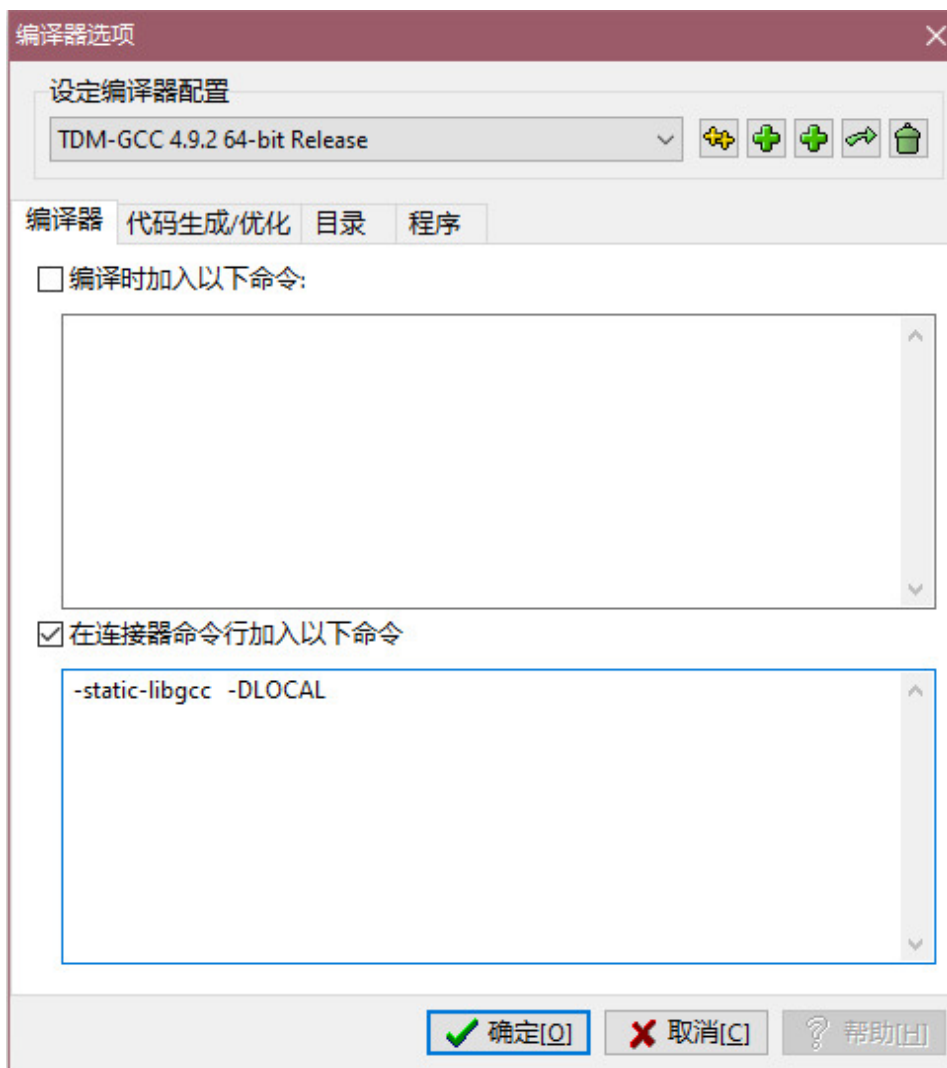 编译器选项
设定编译器配置
TDM-GCC 4.9.2 64-bit Release
编译器 代码生成/优化 目录 程序
编译时加入以下命令:
在连接器命令行加入以下命令
-static-libgcc -DLOCAL
确定[O] 取消[C] 帮助[H]